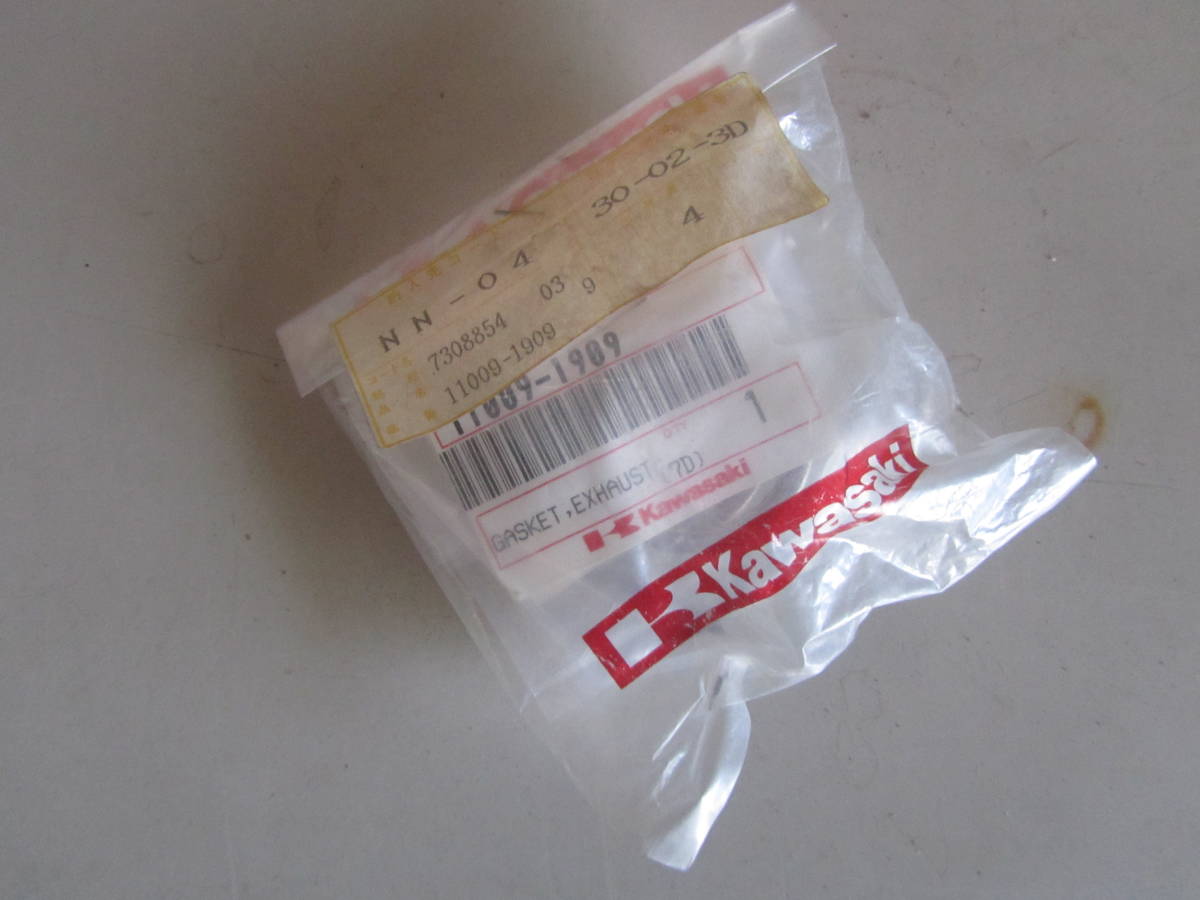 NN-04 30-02-3D
7308854 03 4
11009-1909 9
11009-1909
QTY 1
GASKET,EXHAUST(7D)
Kawasaki
Kawasaki